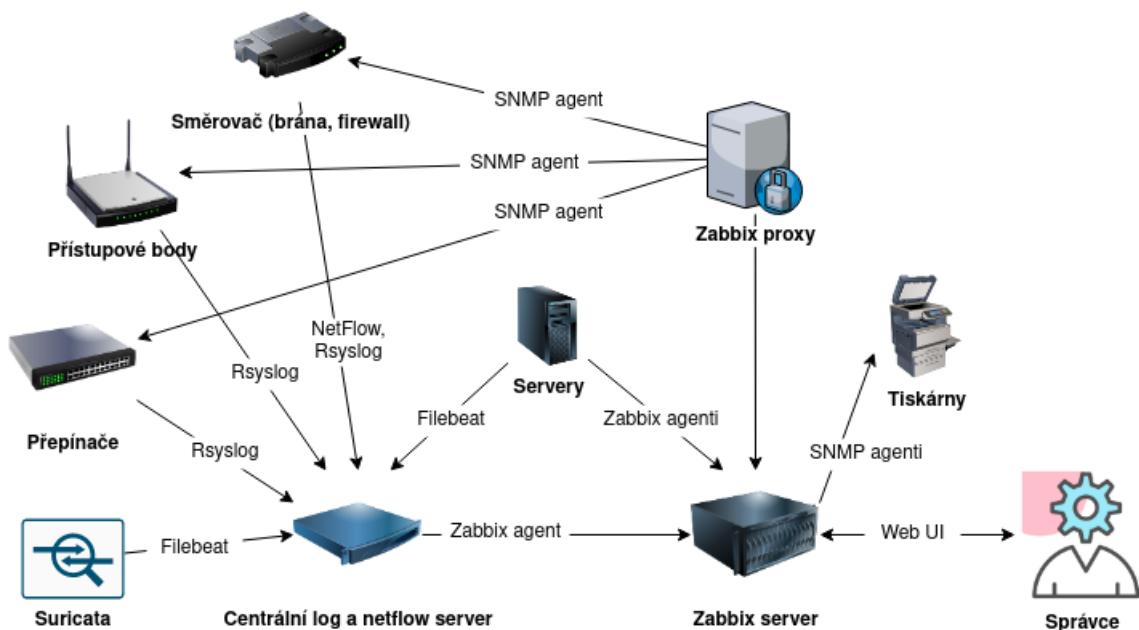 SNMP agent
Směrovač (brána, firewall)
SNMP agent
SNMP agent
Zabbix proxy
Přístupové body
NetFlow,
Rsyslog
Rsyslog
Servery
Tiskárny
Filebeat
Zabbix agenti
Přepínače
Rsyslog
SNMP agenti
Zabbix agent
Web UI
Filebeat
Suricata
Centrální log a netflow server
Zabbix server
Správce